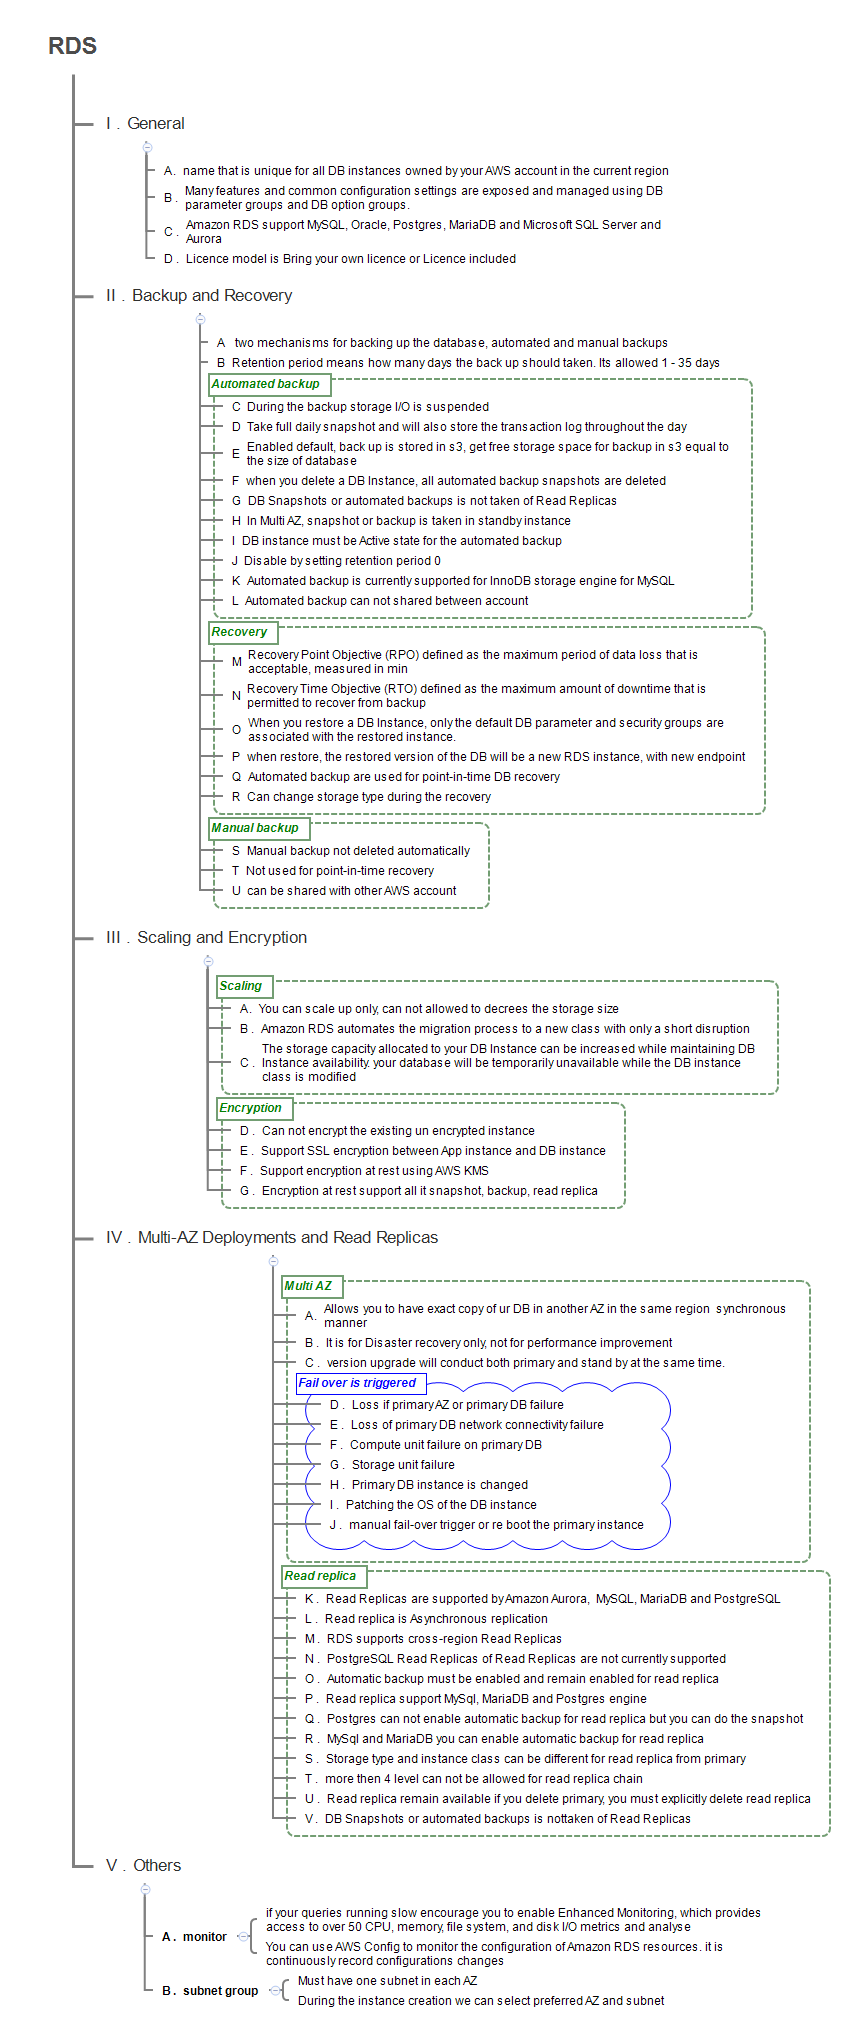 RDS
I . General
A. name that is unique for all DB instances owned by your AWS account in the current region
B . Many features and common configuration settings are exposed and managed using DB
parameter groups and DB option groups.
C . Amazon RDS support MySQL, Oracle, Postgres, MariaDB and Microsoft SQL Server and
Aurora
D . Licence model is Bring your own licence or Licence included
II . Backup and Recovery
A two mechanisms for backing up the database, automated and manual backups
B Retention period means how many days the back up should taken. Its allowed 1 - 35 days
Automated backup
C During the backup storage I/O is suspended
D Take full daily snapshot and will also store the transaction log throughout the day
E Enabled default, back up is stored in s3, get free storage space for backup in s3 equal to
the size of database
F when you delete a DB Instance, all automated backup snapshots are deleted
G DB Snapshots or automated backups is not taken of Read Replicas
H In Multi AZ, snapshot or backup is taken in standby instance
I DB instance must be Active state for the automated backup
J Disable by setting retention period 0
K Automated backup is currently supported for InnoDB storage engine for MySQL
L Automated backup can not shared between account
Recovery
M Recovery Point Objective (RPO) defined as the maximum period of data loss that is
acceptable, measured in min
N Recovery Time Objective (RTO) defined as the maximum amount of downtime that is
permitted to recover from backup
O When you restore a DB Instance, only the default DB parameter and security groups are
associated with the restored instance.
P when restore, the restored version of the DB will be a new RDS instance, with new endpoint
Q Automated backup are used for point-in-time DB recovery
R Can change storage type during the recovery
Manual backup
S Manual backup not deleted automatically
T Not used for point-in-time recovery
U can be shared with other AWS account
III . Scaling and Encryption
Scaling
A. You can scale up only, can not allowed to decrees the storage size
B . Amazon RDS automates the migration process to a new class with only a short disruption
C . The storage capacity allocated to your DB Instance can be increased while maintaining DB
Instance availability. your database will be temporarily unavailable while the DB instance
class is modified
Encryption
D . Can not encrypt the existing un encrypted instance
E . Support SSL encryption between App instance and DB instance
F . Support encryption at rest using AWS KMS
G . Encryption at rest support all it snapshot, backup, read replica
IV . Multi-AZ Deployments and Read Replicas
Multi AZ
A. Allows you to have exact copy of ur DB in another AZ in the same region synchronous
manner
B . It is for Disaster recovery only, not for performance improvement
C . version upgrade will conduct both primary and stand by at the same time.
Fail over is triggered
D . Loss if primary AZ or primary DB failure
E . Loss of primary DB network connectivity failure
F . Compute unit failure on primary DB
G . Storage unit failure
H . Primary DB instance is changed
I . Patching the OS of the DB instance
J . manual fail-over trigger or re boot the primary instance
Read replica
K . Read Replicas are supported by Amazon Aurora, MySQL, MariaDB and PostgreSQL
L . Read replica is Asynchronous replication
M . RDS supports cross-region Read Replicas
N . PostgreSQL Read Replicas of Read Replicas are not currently supported
O . Automatic backup must be enabled and remain enabled for read replica
P . Read replica support MySql, MariaDB and Postgres engine
Q . Postgres can not enable automatic backup for read replica but you can do the snapshot
R . MySql and MariaDB you can enable automatic backup for read replica
S . Storage type and instance class can be different for read replica from primary
T . more then 4 level can not be allowed for read replica chain
U . Read replica remain available if you delete primary, you must explicitly delete read replica
V . DB Snapshots or automated backups is nottaken of Read Replicas
V . Others
A . monitor
if your queries running slow encourage you to enable Enhanced Monitoring, which provides
access to over 50 CPU, memory, file system, and disk I/O metrics and analyse
You can use AWS Config to monitor the configuration of Amazon RDS resources. it is
continuously record configurations changes
B . subnet group
Must have one subnet in each AZ
During the instance creation we can select preferred AZ and subnet